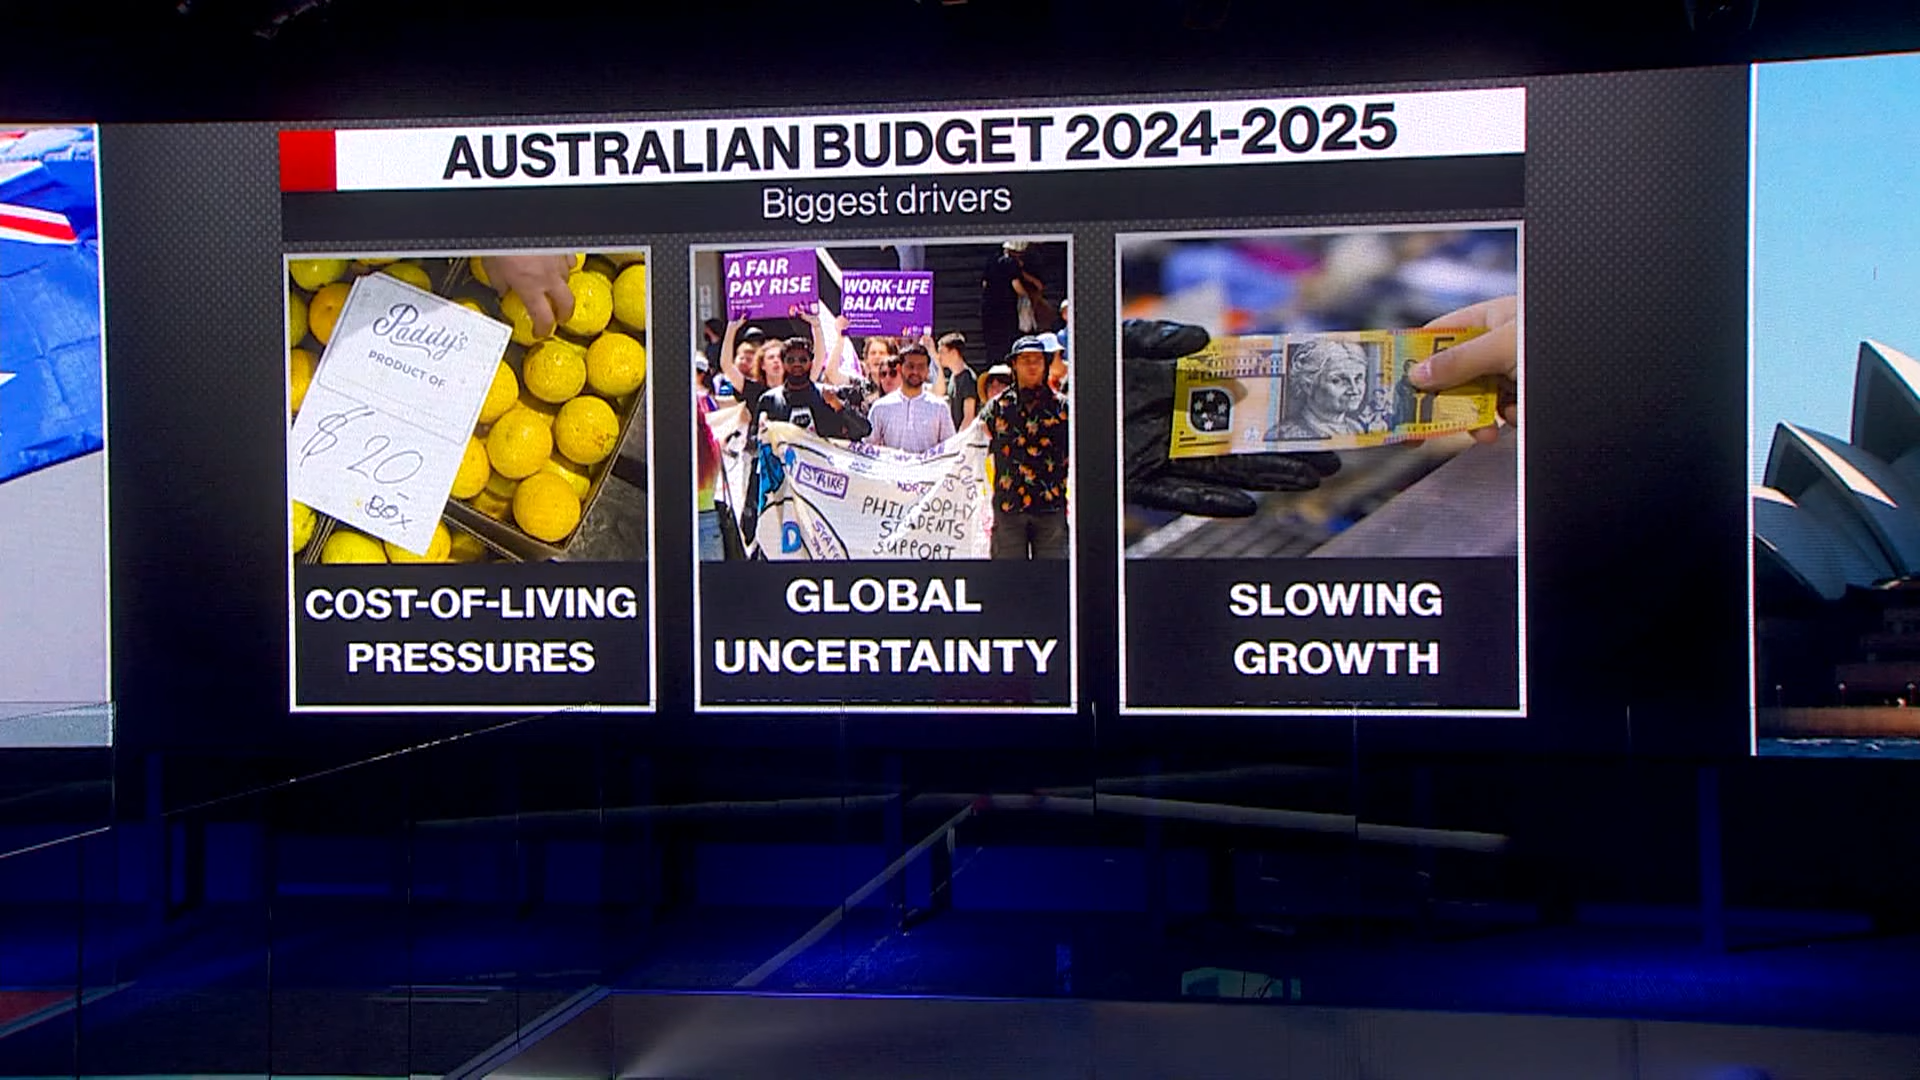 AUSTRALIAN BUDGET 2024-2025
Biggest drivers
Paddy's
PRODUCT OF
$20
BOX
A FAIR
PAY RISE
WORK-LIFE
BALANCE
STRIKE
PHILOSOPHY
STUDENTS
SUPPORT
COST-OF-LIVING
PRESSURES
GLOBAL
UNCERTAINTY
SLOWING
GROWTH